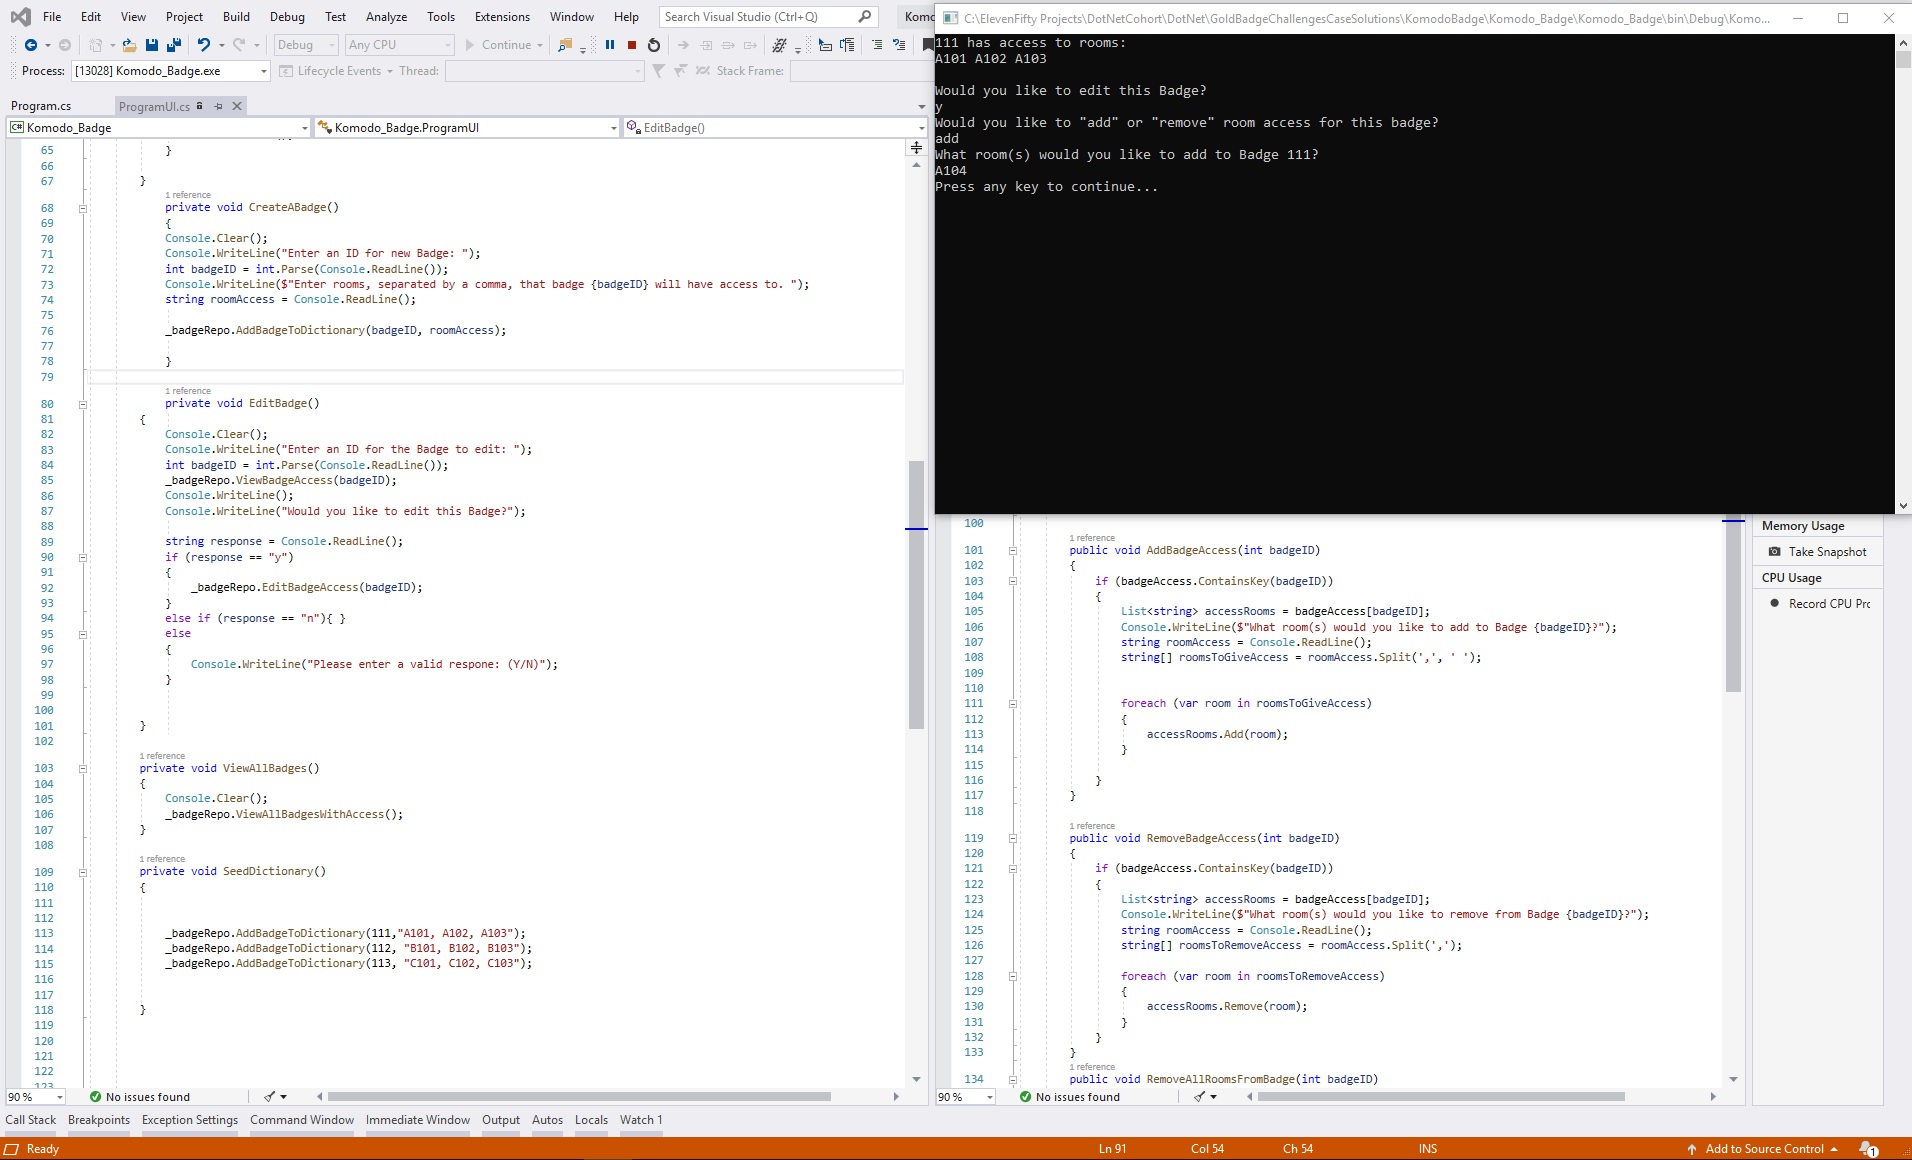 File Edit View Project Build Debug Test Analyze Tools Extensions Window Help Search Visual Studio (Ctrl+Q) Komo
Debug Any CPU Continue
Process: [13028] Komodo_Badge.exe Lifecycle Events Thread: Stack Frame:
Program.cs ProgramUI.cs
Komodo_Badge Komodo_Badge.ProgramUI EditBadge()
65 }
66
67 }
1 reference
68 private void CreateABadge()
69 {
70 Console.Clear();
71 Console.WriteLine("Enter an ID for new Badge: ");
72 int badgeID = int.Parse(Console.ReadLine());
73 Console.WriteLine($"Enter rooms, separated by a comma, that badge {badgeID} will have access to. ");
74 string roomAccess = Console.ReadLine();
75
76 _badgeRepo.AddBadgeToDictionary(badgeID, roomAccess);
77
78 }
79
1 reference
80 private void EditBadge()
81 {
82 Console.Clear();
83 Console.WriteLine("Enter an ID for the Badge to edit: ");
84 int badgeID = int.Parse(Console.ReadLine());
85 _badgeRepo.ViewBadgeAccess(badgeID);
86 Console.WriteLine();
87 Console.WriteLine("Would you like to edit this Badge?");
88
89 string response = Console.ReadLine();
90 if (response == "y")
91 {
92 _badgeRepo.EditBadgeAccess(badgeID);
93 }
94 else if (response == "n"){ }
95 else
96 {
97 Console.WriteLine("Please enter a valid respone: (Y/N)");
98 }
99
100
101 }
102
1 reference
103 private void ViewAllBadges()
104 {
105 Console.Clear();
106 _badgeRepo.ViewAllBadgesWithAccess();
107 }
108
1 reference
109 private void SeedDictionary()
110 {
111
112
113 _badgeRepo.AddBadgeToDictionary(111,"A101, A102, A103");
114 _badgeRepo.AddBadgeToDictionary(112, "B101, B102, B103");
115 _badgeRepo.AddBadgeToDictionary(113, "C101, C102, C103");
116
117
118 }
119
120
121
122
123
90 % No issues found
C:\ElevenFifty Projects\DotNetCohort\DotNet\GoldBadgeChallengesCaseSolutions\KomodoBadge\Komodo_Badge\Komodo_Badge\bin\Debug\Komo...
111 has access to rooms:
A101 A102 A103
Would you like to edit this Badge?
y
Would you like to "add" or "remove" room access for this badge?
add
What room(s) would you like to add to Badge 111?
A104
Press any key to continue...
100
1 reference
101 public void AddBadgeAccess(int badgeID)
102 {
103 if (badgeAccess.ContainsKey(badgeID))
104 {
105 List<string> accessRooms = badgeAccess[badgeID];
106 Console.WriteLine($"What room(s) would you like to add to Badge {badgeID}?");
107 string roomAccess = Console.ReadLine();
108 string[] roomsToGiveAccess = roomAccess.Split(',', ' ');
109
110
111 foreach (var room in roomsToGiveAccess)
112 {
113 accessRooms.Add(room);
114 }
115
116 }
117 }
118
1 reference
119 public void RemoveBadgeAccess(int badgeID)
120 {
121 if (badgeAccess.ContainsKey(badgeID))
122 {
123 List<string> accessRooms = badgeAccess[badgeID];
124 Console.WriteLine($"What room(s) would you like to remove from Badge {badgeID}?");
125 string roomAccess = Console.ReadLine();
126 string[] roomsToRemoveAccess = roomAccess.Split(',');
127
128 foreach (var room in roomsToRemoveAccess)
129 {
130 accessRooms.Remove(room);
131 }
132 }
133 }
1 reference
134 public void RemoveAllRoomsFromBadge(int badgeID)
90 % No issues found
Memory Usage
Take Snapshot
CPU Usage
Record CPU Prc
Call Stack Breakpoints Exception Settings Command Window Immediate Window Output Autos Locals Watch 1
Ready Ln 91 Col 54 Ch 54 INS Add to Source Control 1